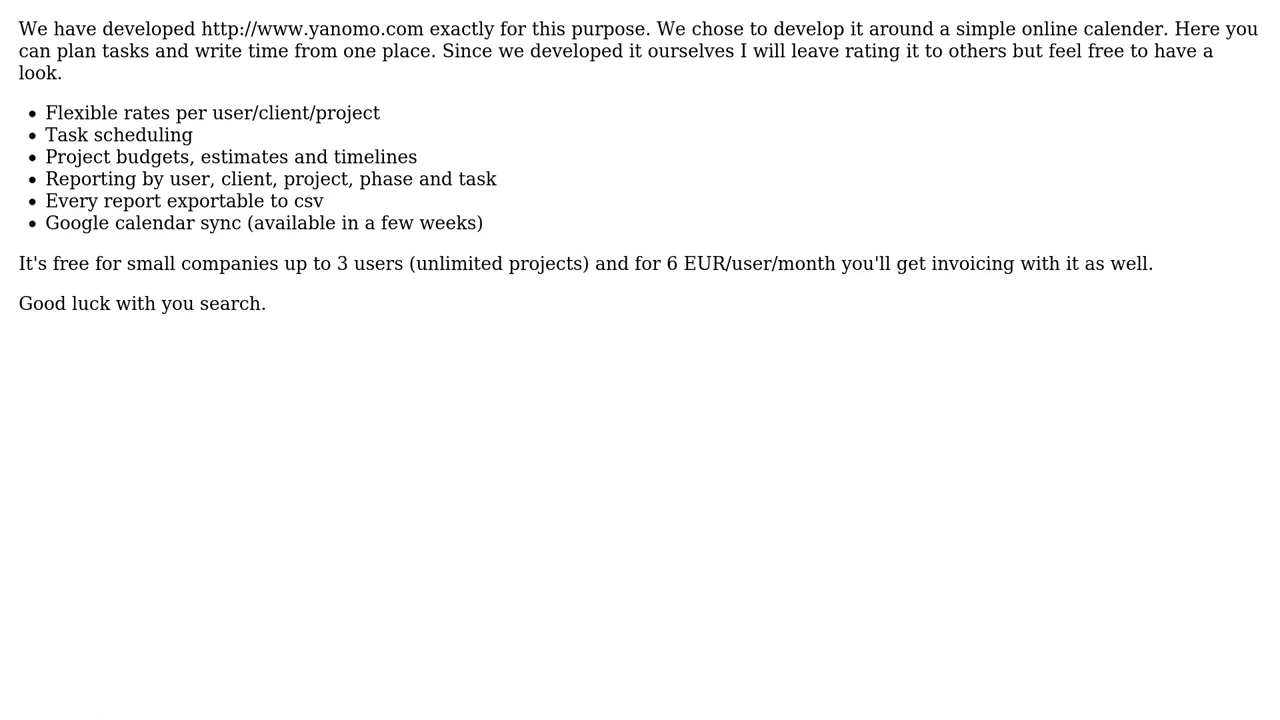 We have developed http://www.yanomo.com exactly for this purpose. We chose to develop it around a simple online calender. Here you
can plan tasks and write time from one place. Since we developed it ourselves I will leave rating it to others but feel free to have a
look.
• Flexible rates per user/client/project
• Task scheduling
• Project budgets, estimates and timelines
• Reporting by user, client, project, phase and task
• Every report exportable to csv
• Google calendar sync (available in a few weeks)
It's free for small companies up to 3 users (unlimited projects) and for 6 EUR/user/month you'll get invoicing with it as well.
Good luck with you search.